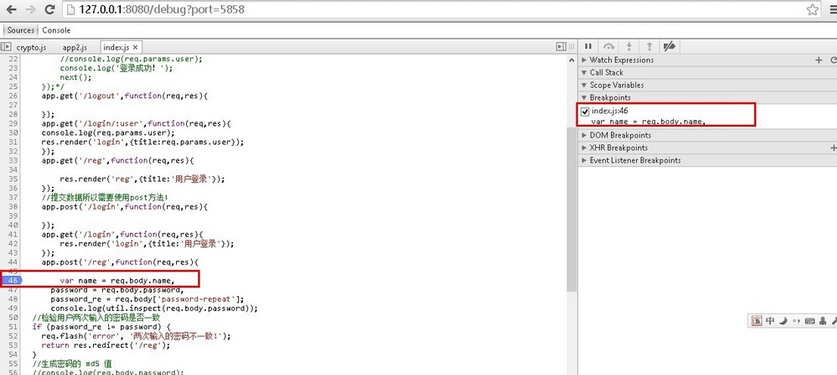 127.0.0.1:8080/debug?port=5858
Sources Console
crypto.js app2.js index.js ×
22 //console.log(req.params.user);
23 console.log('登录成功！');
24 next();
25 });*/
26 app.get('/logout',function(req,res){
27
28 });
29 app.get('/login/:user',function(req,res){
30 console.log(req.params.user);
31 res.render('login',{title:req.params.user});
32 });
33 app.get('/reg',function(req,res){
34
35 res.render('reg',{title:'用户登录'});
36 });
37 //提交数据所以需要使用post方法！
38 app.post('/login',function(req,res){
39
40 });
41 app.get('/login',function(req,res){
42 res.render('login',{title:'用户登录'});
43 });
44 app.post('/reg',function(req,res){
46 var name = req.body.name,
47 password = req.body.password,
48 password_re = req.body['password-repeat'];
49 console.log(util.inspect(req.body.password));
50 //检验用户两次输入的密码是否一致
51 if (password_re != password) {
52 req.flash('error', '两次输入的密码不一致!');
53 return res.redirect('/reg');
54 }
55 //生成密码的 md5 值
56 //console.log(req.body.password);
Watch Expressions
Call Stack
Scope Variables
Breakpoints
index.js:46
var name = req.body.name,
DOM Breakpoints
XHR Breakpoints
Event Listener Breakpoints
中